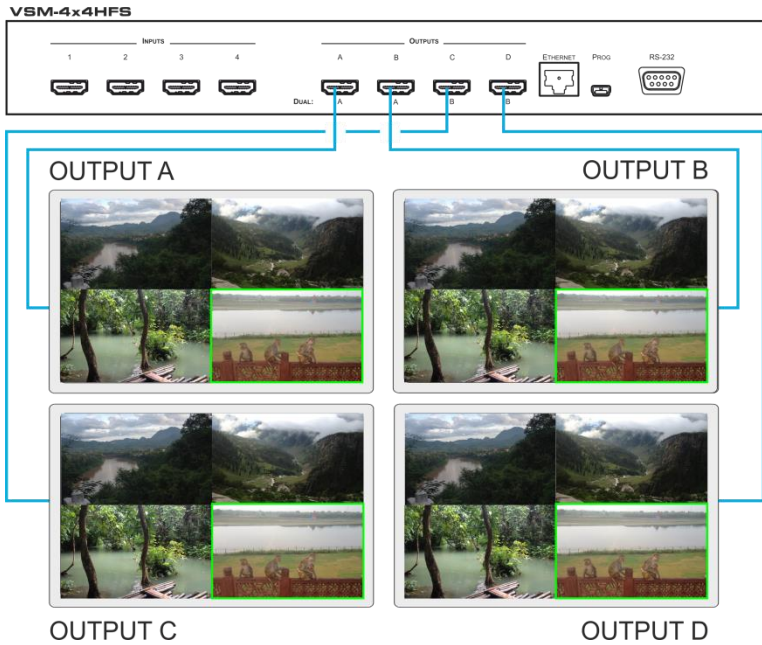 VSM-4x4HFS
INPUTS OUTPUTS
1 2 3 4 A B C D ETHERNET PROG RS-232
DUAL: A A B B
OUTPUT A OUTPUT B
OUTPUT C OUTPUT D